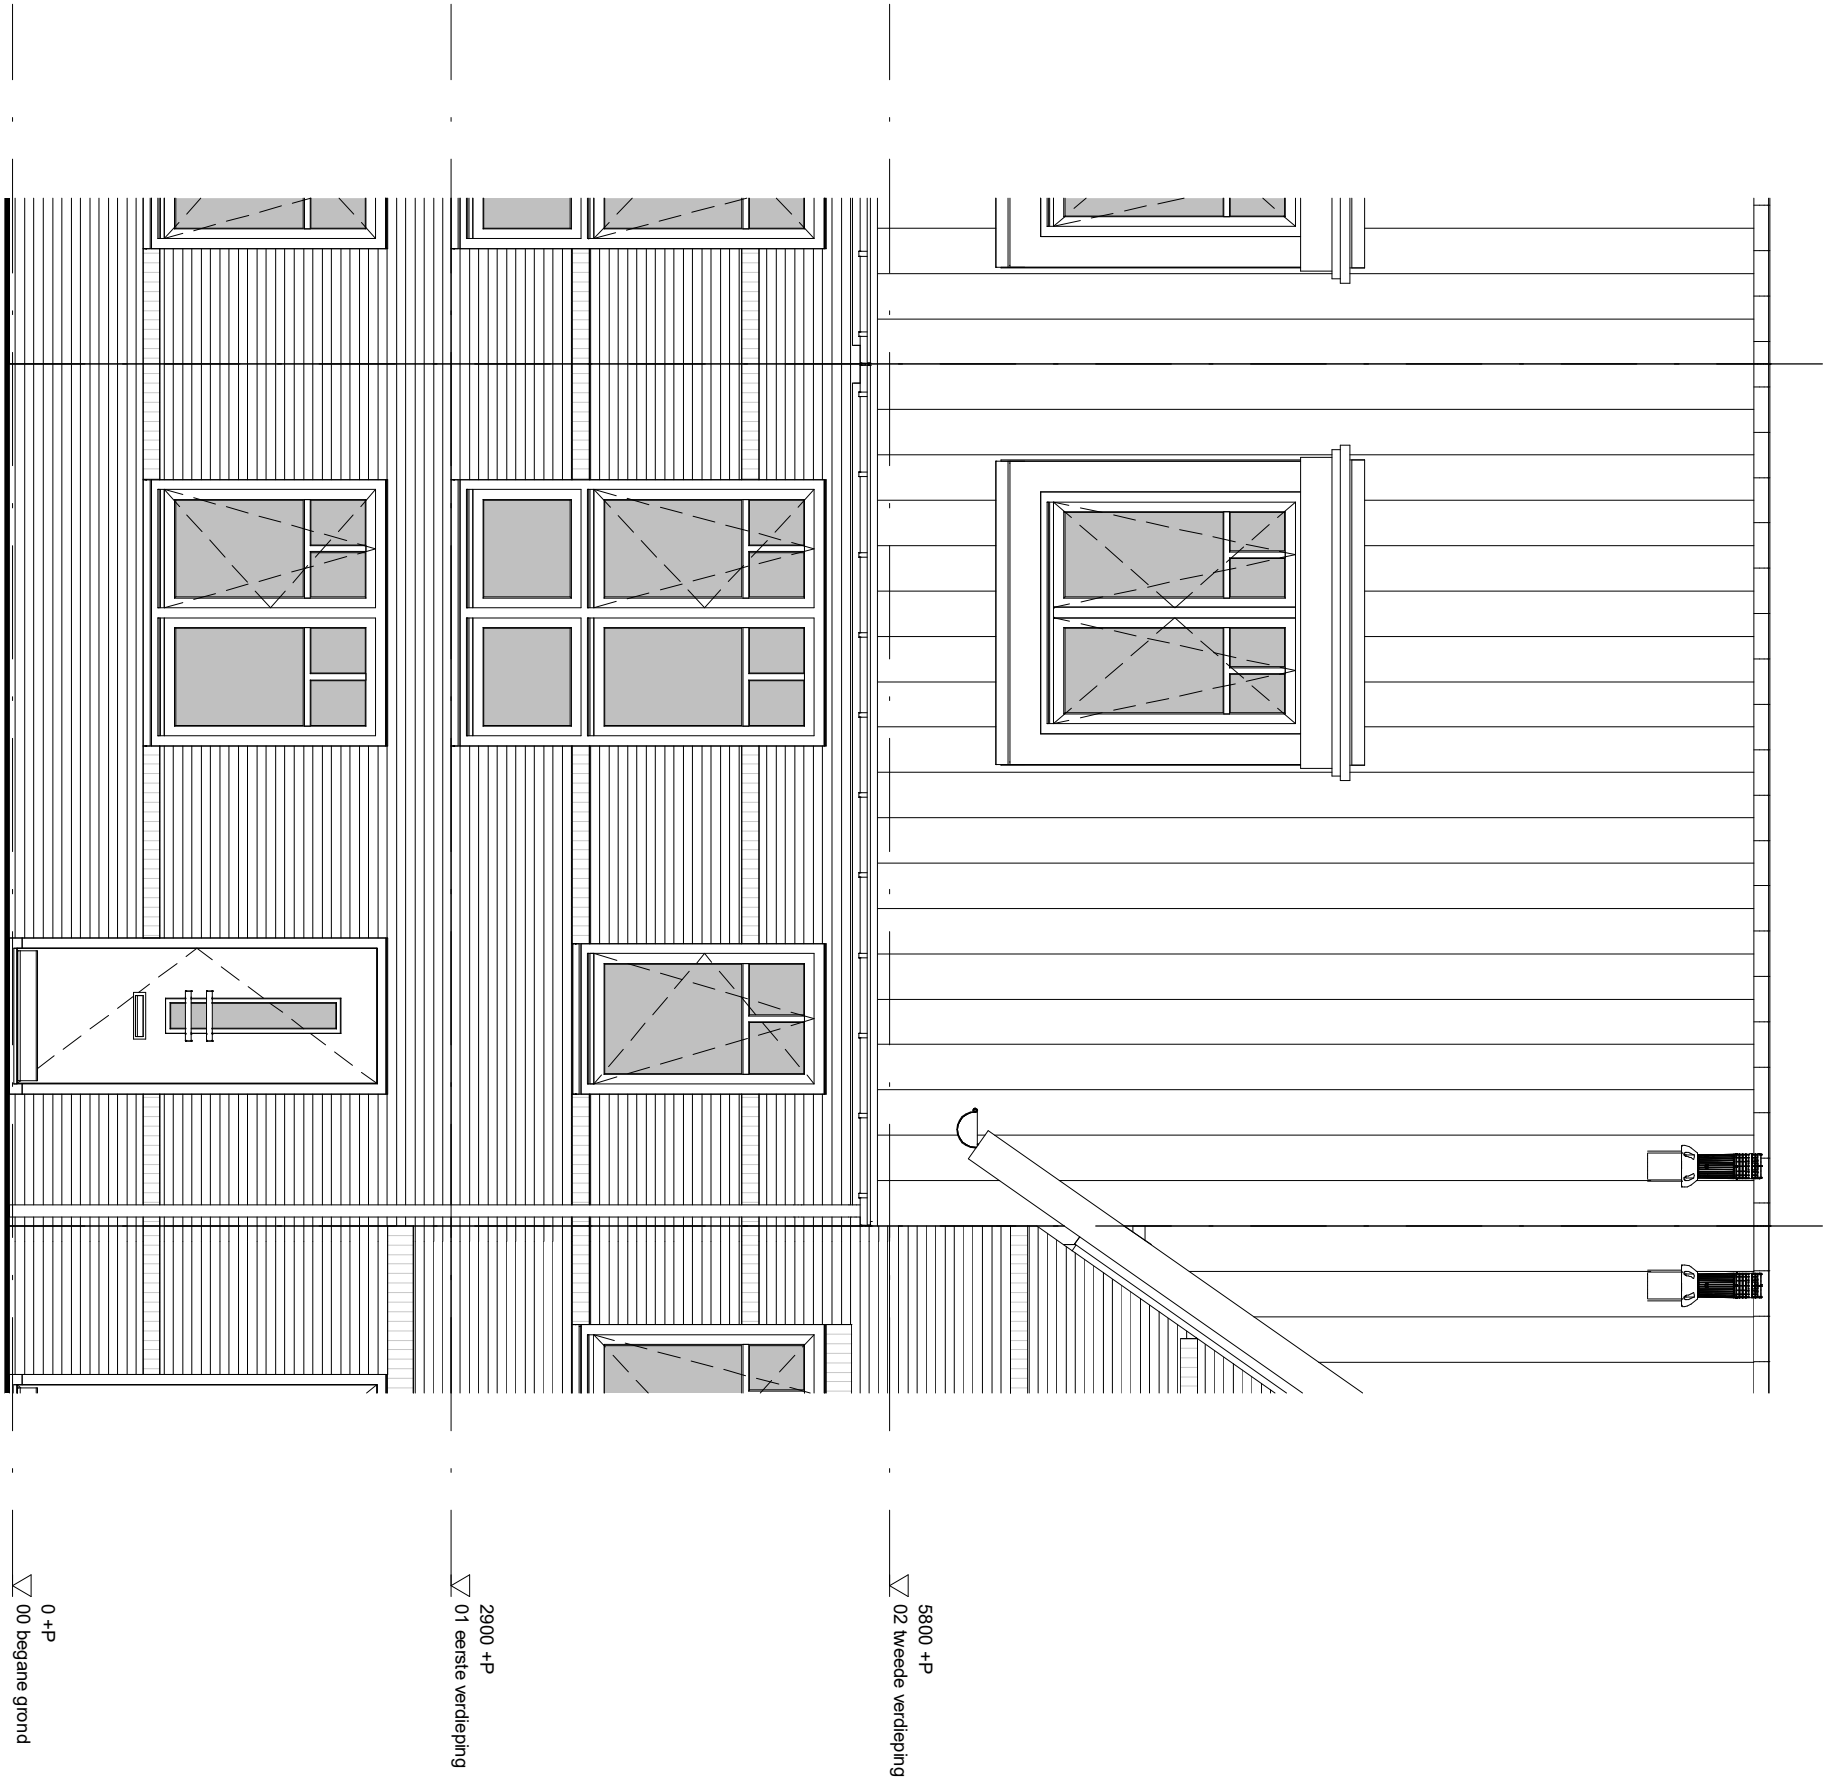 5800 +P
02 tweede verdieping
2900 +P
01 eerste verdieping
0 +P
00 begane grond